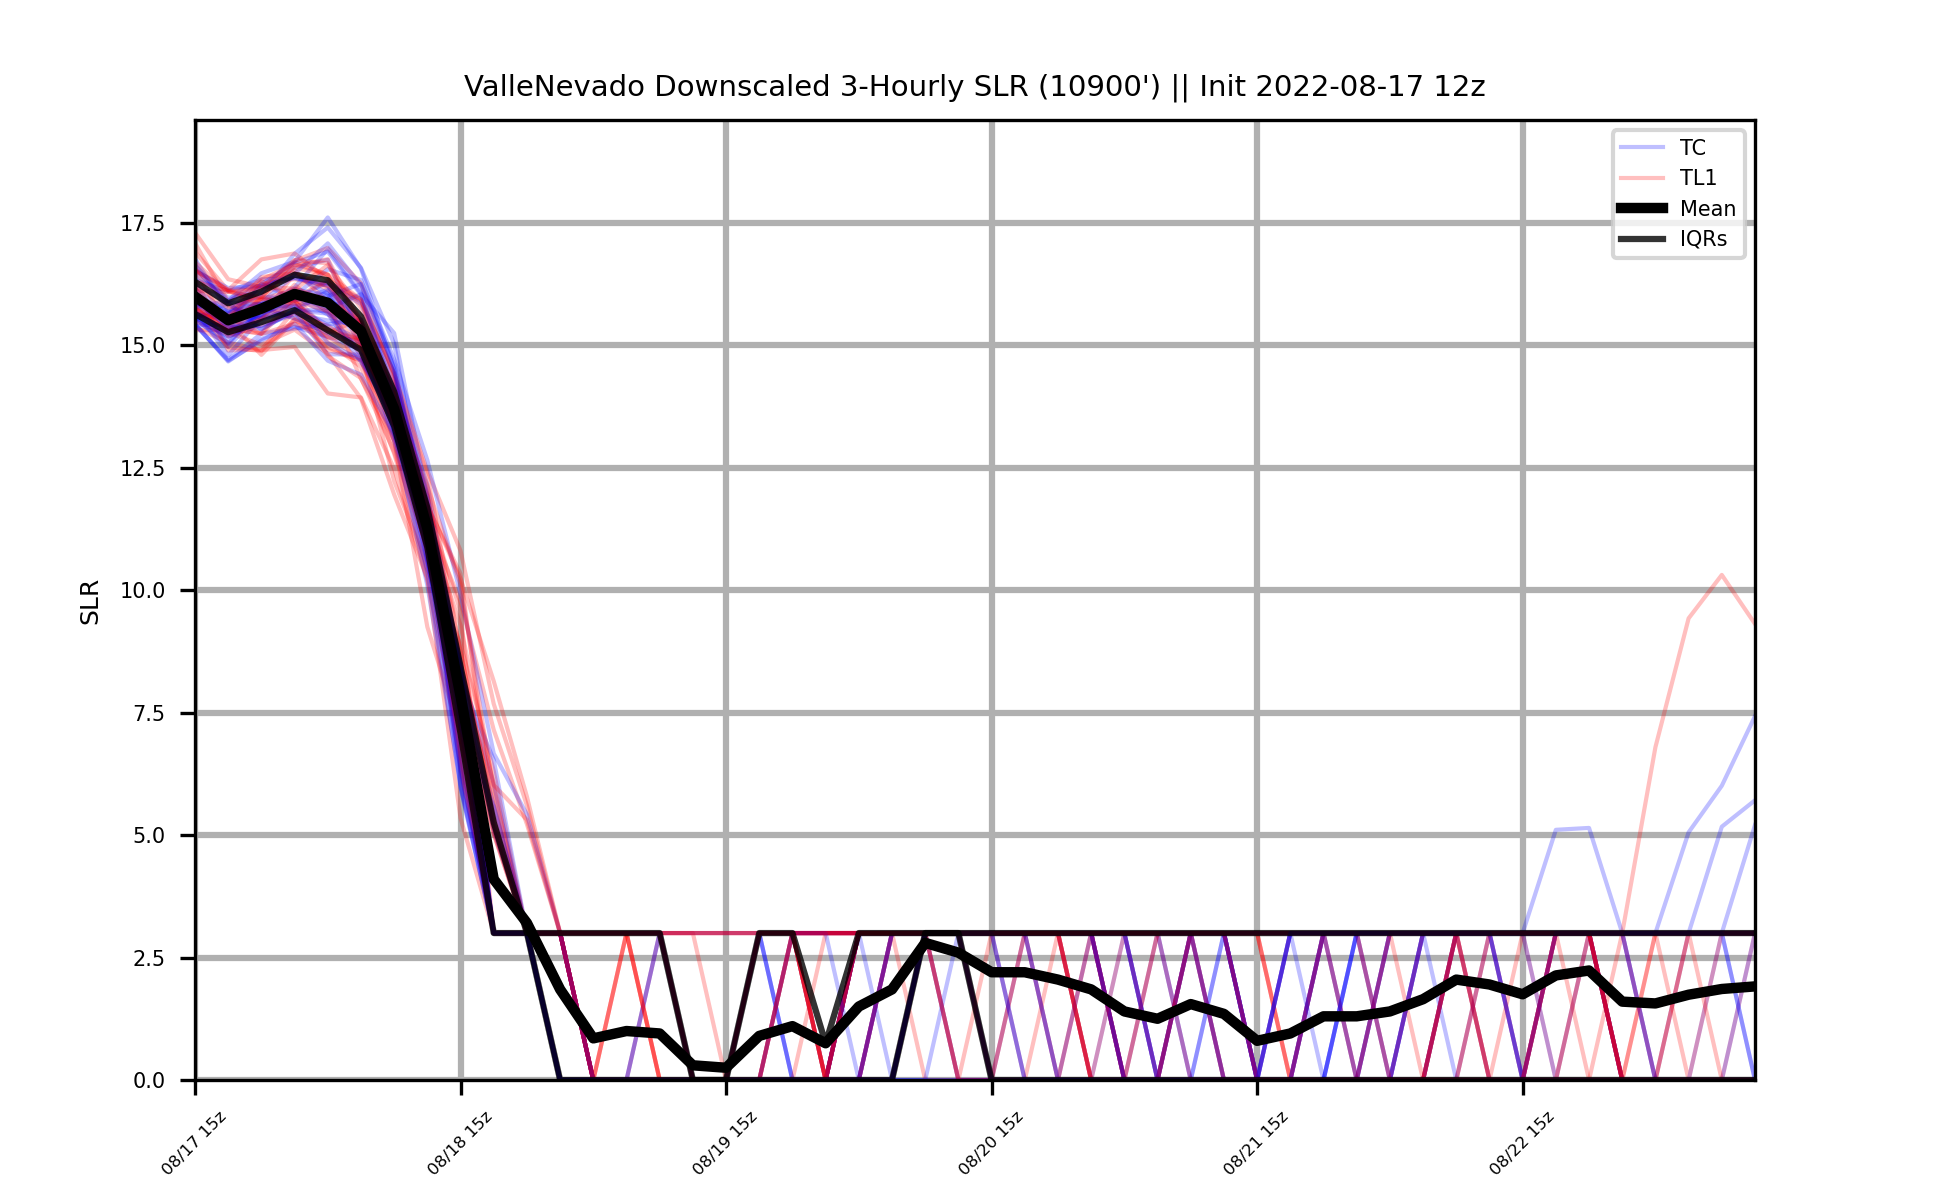 ValleNevado Downscaled 3-Hourly SLR (10900') || Init 2022-08-17 12z
TC
TL1
Mean
IQRs
SLR
17.5
15.0
12.5
10.0
7.5
5.0
2.5
0.0
08/17 15z
08/18 15z
08/19 15z
08/20 15z
08/21 15z
08/22 15z